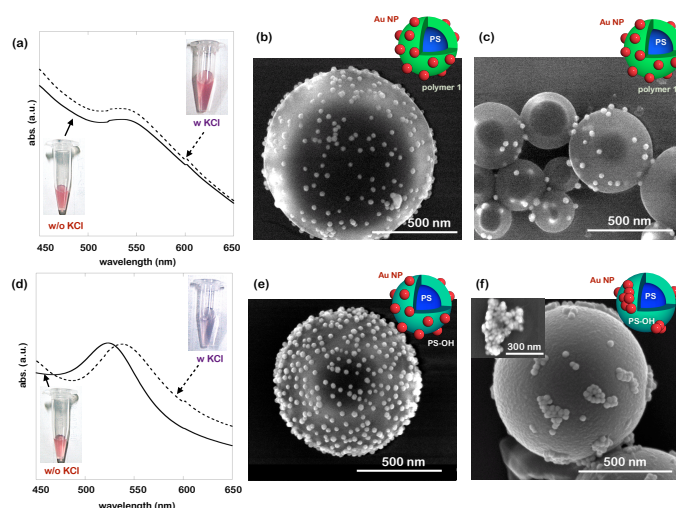 (a)
abs. (a.u.)
w KCl
w/o KCl
450 500 550 600 650
wavelength (nm)
(b)
Au NP
PS
polymer 1
500 nm
(c)
Au NP
PS
polymer 1
500 nm
(d)
abs. (a.u.)
w KCl
w/o KCl
450 500 550 600 650
wavelength (nm)
(e)
Au NP
PS
PS-OH
500 nm
(f)
Au NP
PS
PS-OH
300 nm
500 nm